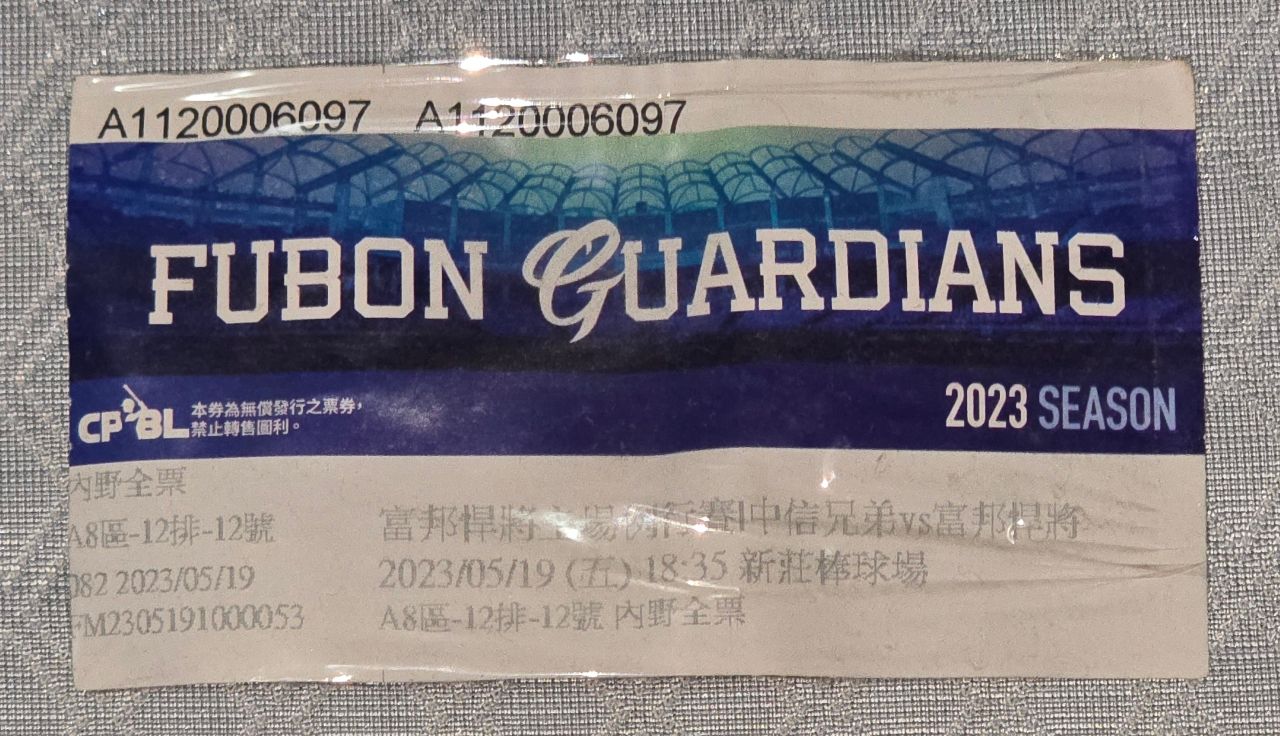 A1120006097 A1120006097
FUBON GUARDIANS
2023 SEASON
CPBL
本券為無償發行之票券，
禁止轉售圖利。
內野全票
A8區-12排-12號
082 2023/05/19
FM2305191000053
富邦悍將主場例行賽|中信兄弟vs富邦悍將
2023/05/19 (五) 18:35 新莊棒球場
A8區-12排-12號 內野全票